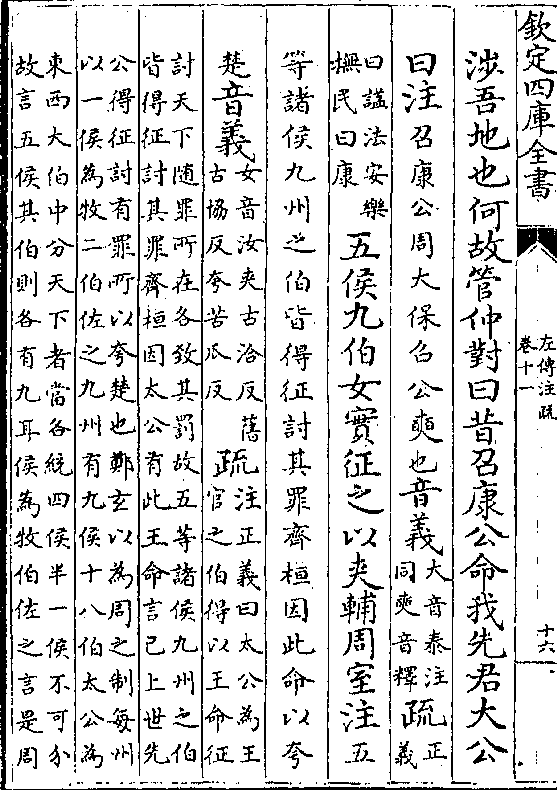 欽定四庫全書
左傳注疏
卷十一
十六
涉吾地也何故管仲對曰昔召康公命我先君大公
曰注召康公周大保召公奭也音義大音泰注
同奭音釋疏正
義
曰諡法安樂
撫民曰康五侯九伯女實征之以夾輔周室注五
等諸侯九州之伯皆得征討其罪齊桓因此命以夸
楚音義女音汝夾古洽反舊
古協反夸苦瓜反疏注正義曰太公為王
官之伯得以王命征
討天下隨罪所在各致其罰故五等諸侯九州之伯
皆得征討其罪齊桓因太公有此王命言己上世先
公得征討有罪所以夸楚也鄭玄以為周之制每州
以一侯為牧二伯佐之九州有九侯十八伯太公為
東西大伯中分天下者當各統四侯半一侯不可分
故言五侯其伯則各有九耳侯為牧伯佐之言是周